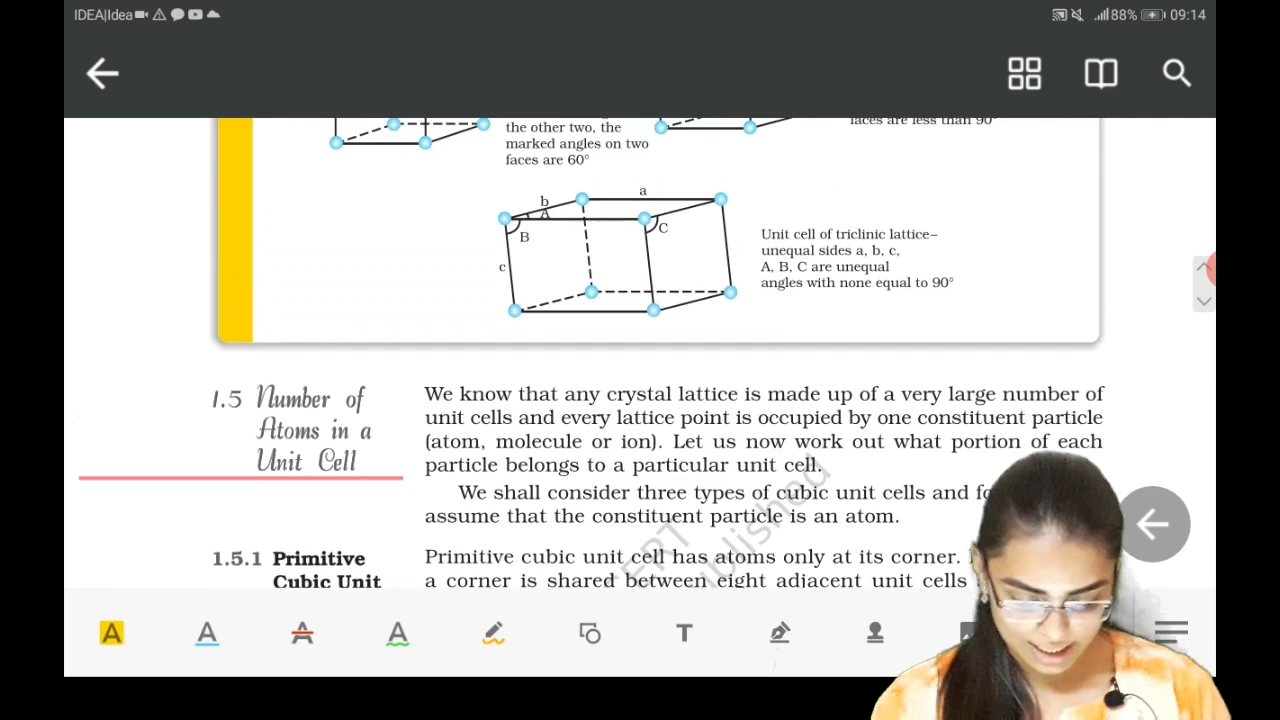 IDEA|Idea
88%
09:14
the other two, the
marked angles on two
faces are 60°
faces are less than 90°
a
b
A
B
C
c
Unit cell of triclinic lattice–
unequal sides a, b, c,
A, B, C are unequal
angles with none equal to 90°
1.5 Number of
Atoms in a
Unit Cell
We know that any crystal lattice is made up of a very large number of
unit cells and every lattice point is occupied by one constituent particle
(atom, molecule or ion). Let us now work out what portion of each
particle belongs to a particular unit cell.
We shall consider three types of cubic unit cells and fo
assume that the constituent particle is an atom.
1.5.1 Primitive
Cubic Unit
Primitive cubic unit cell has atoms only at its corner.
a corner is shared between eight adjacent unit cells
ERT
ublished
A
A
A
A
T